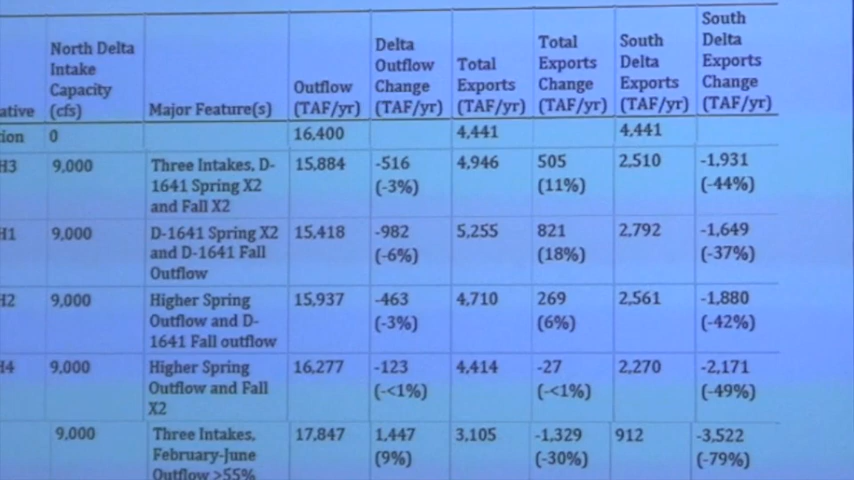 North Delta Intake Capacity (cfs) Major Feature(s) Outflow (TAF/yr) Delta Outflow Change (TAF/yr) Total Exports (TAF/yr) Total Exports Change (TAF/yr) South Delta Exports (TAF/yr) South Delta Exports Change (TAF/yr)
ative
tion 0 16,400 4,441 4,441
H3 9,000 Three Intakes, D-1641 Spring X2 and Fall X2 15,884 -516 (-3%) 4,946 505 (11%) 2,510 -1,931 (-44%)
H1 9,000 D-1641 Spring X2 and D-1641 Fall Outflow 15,418 -982 (-6%) 5,255 821 (18%) 2,792 -1,649 (-37%)
H2 9,000 Higher Spring Outflow and D-1641 Fall outflow 15,937 -463 (-3%) 4,710 269 (6%) 2,561 -1,880 (-42%)
H4 9,000 Higher Spring Outflow and Fall X2 16,277 -123 (-<1%) 4,414 -27 (-<1%) 2,270 -2,171 (-49%)
9,000 Three Intakes, February-June Outflow >55% 17,847 1,447 (9%) 3,105 -1,329 (-30%) 912 -3,522 (-79%)